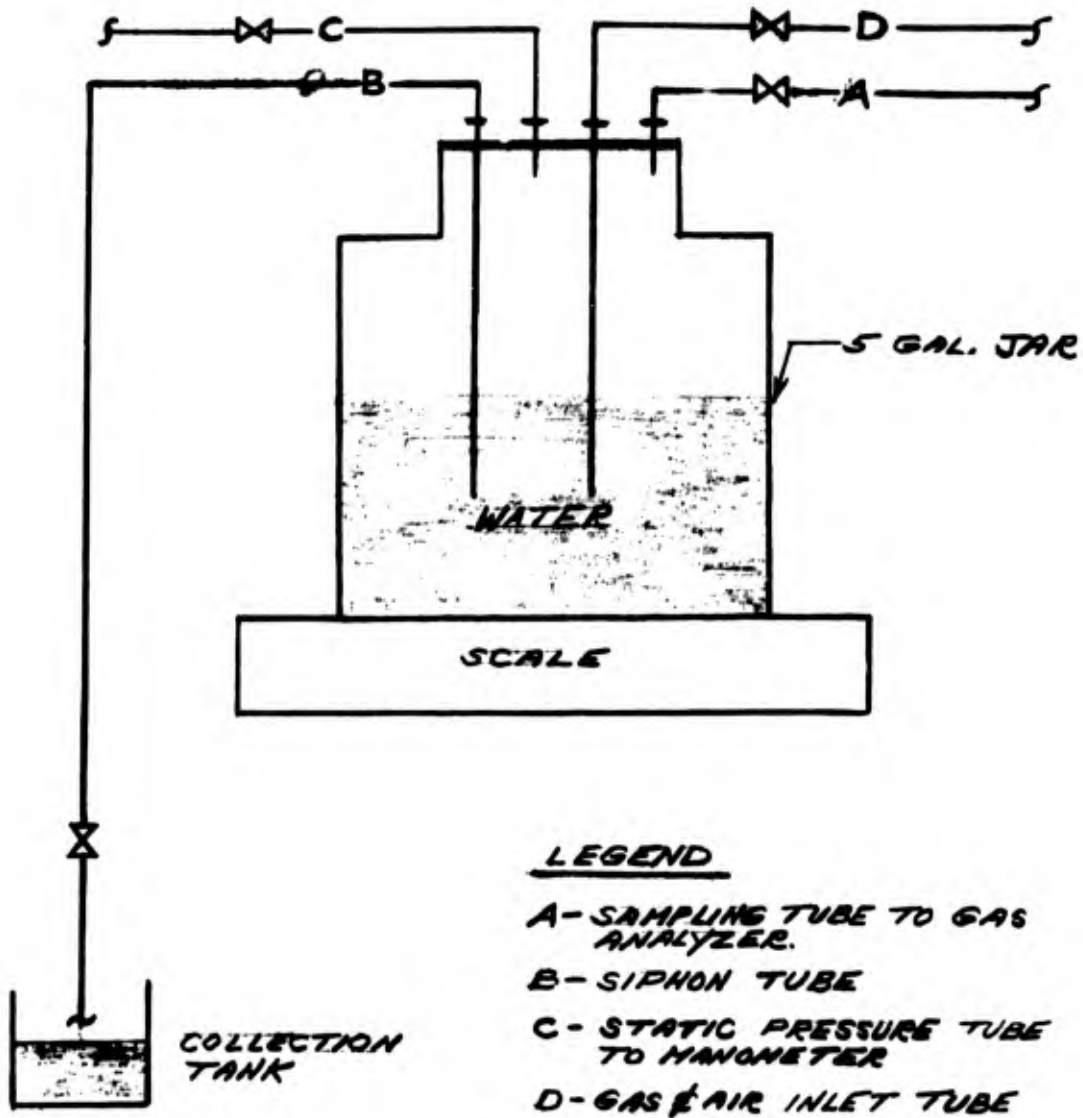 C
D
B
A
5 GAL. JAR
WATER
SCALE
COLLECTION
TANK
LEGEND
A - SAMPLING TUBE TO GAS
ANALYZER.
B - SIPHON TUBE
C - STATIC PRESSURE TUBE
TO MANOMETER
D - GAS & AIR INLET TUBE